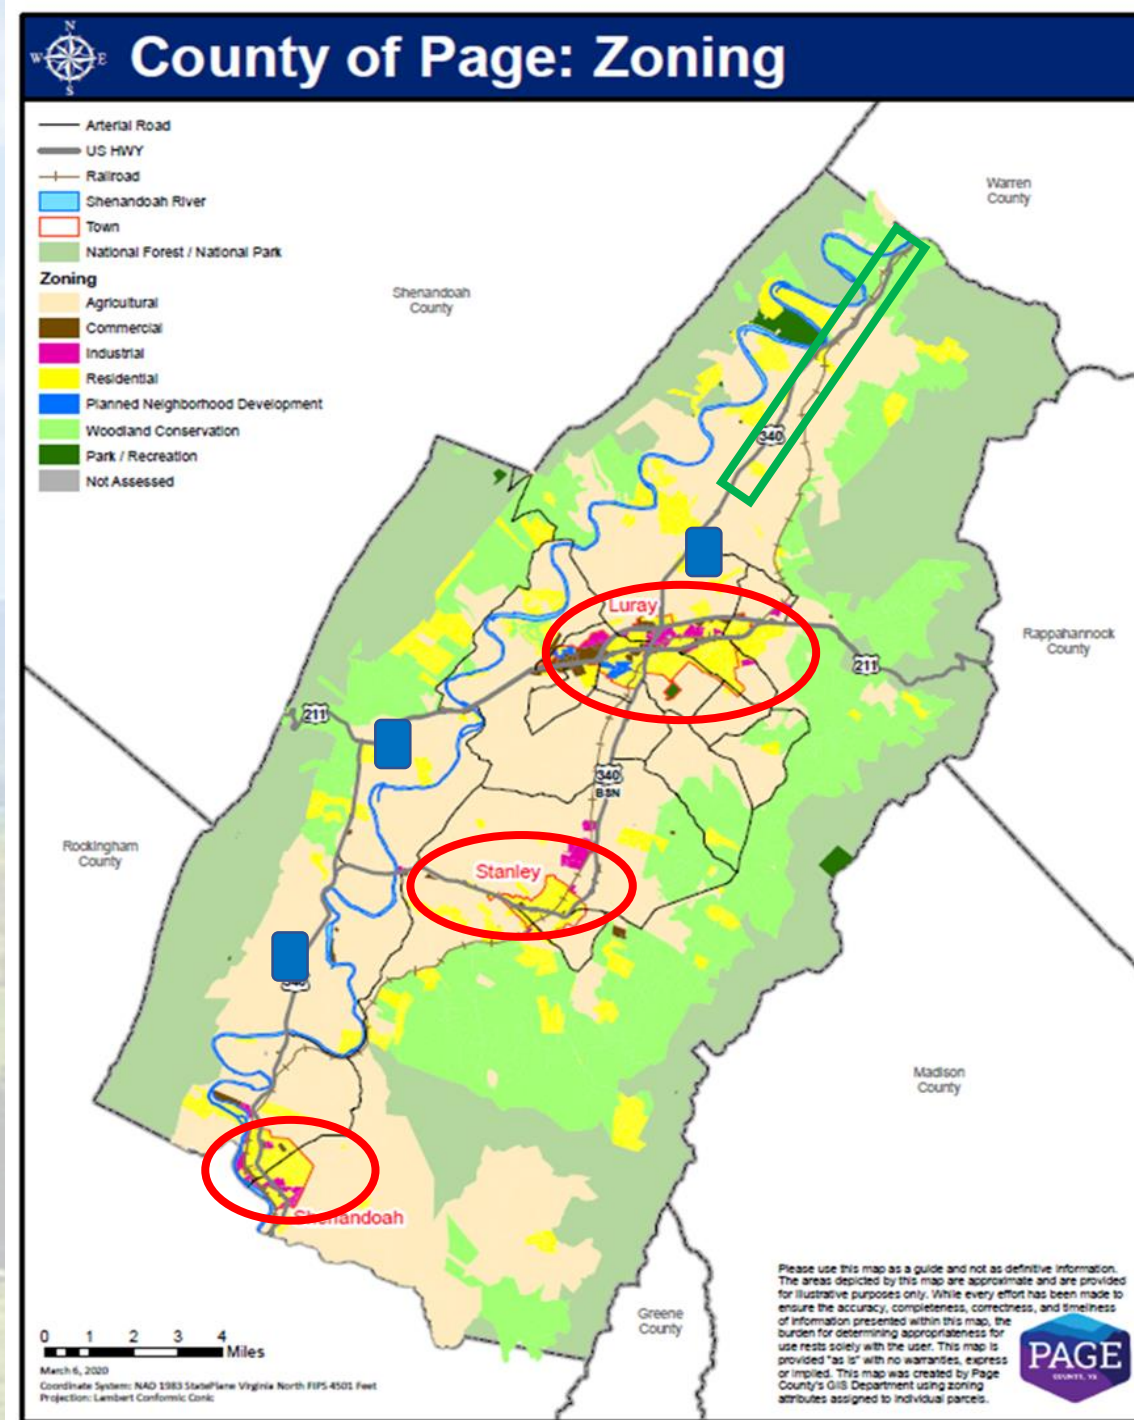 N
W E
S
County of Page: Zoning
Arterial Road
US HWY
Railroad
Shenandoah River
Town
National Forest / National Park
Zoning
Agricultural
Commercial
Industrial
Residential
Planned Neighborhood Development
Woodland Conservation
Park / Recreation
Not Assessed
Warren
County
Shenandoah
County
340
Luray
Rappahannock
County
211
211
340
BSN
Rockingham
County
Stanley
Madison
County
Shenandoah
Greene
County
Please use this map as a guide and not as definitive information.
The areas depicted by this map are approximate and are provided
for illustrative purposes only. While every effort has been made to
ensure the accuracy, completeness, correctness, and timeliness
of information presented within this map, the
burden for determining appropriateness for
use rests solely with the user. This map is
provided "as is" with no warranties, express
or implied. This map was created by Page
County's GIS Department using zoning
attributes assigned to individual parcels.
PAGE
COUNTY, VA
0 1 2 3 4
Miles
March 6, 2020
Coordinate System: NAD 1983 StatePlane Virginia North FIPS 4501 Feet
Projection: Lambert Conformic Conic